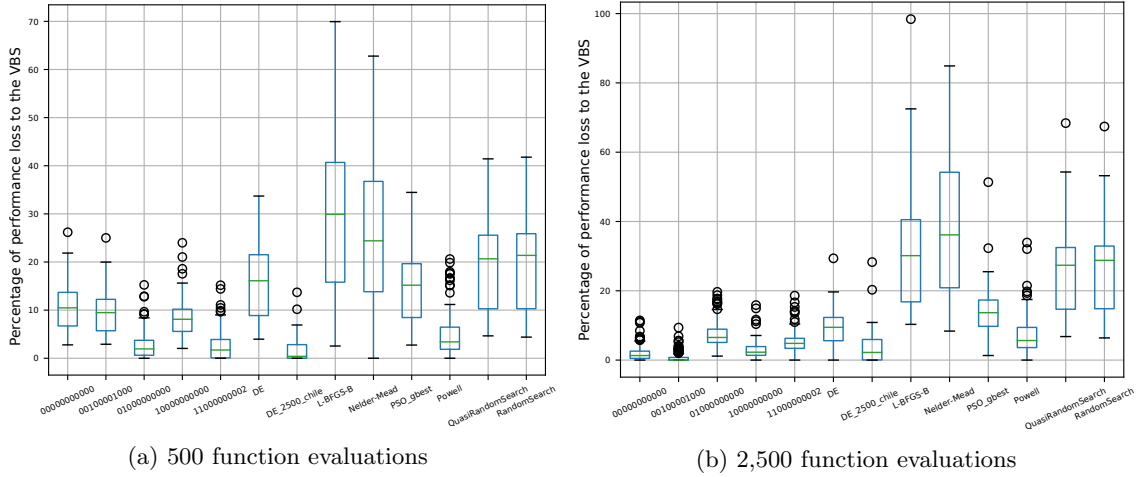 Percentage of performance loss to the VBS
70
60
50
40
30
20
10
0
00000000000
00100001000
01000000000
10000000000
11000000002
DE
DE_2500_chile
L-BFGS-B
Nelder-Mead
PSO_gbest
Powell
QuasiRandomSearch
RandomSearch
(a) 500 function evaluations
Percentage of performance loss to the VBS
100
80
60
40
20
0
00000000000
00100001000
01000000000
10000000000
11000000002
DE
DE_2500_chile
L-BFGS-B
Nelder-Mead
PSO_gbest
Powell
QuasiRandomSearch
RandomSearch
(b) 2,500 function evaluations